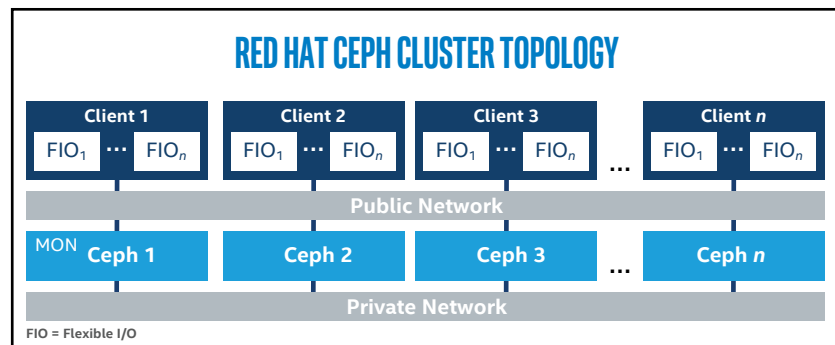 RED HAT CEPH CLUSTER TOPOLOGY
Client 1 Client 2 Client 3 Client n
FIO1 ... FIOn FIO1 ... FIOn FIO1 ... FIOn ... FIO1 ... FIOn
Public Network
MON Ceph 1 Ceph 2 Ceph 3 ... Ceph n
Private Network
FIO = Flexible I/O